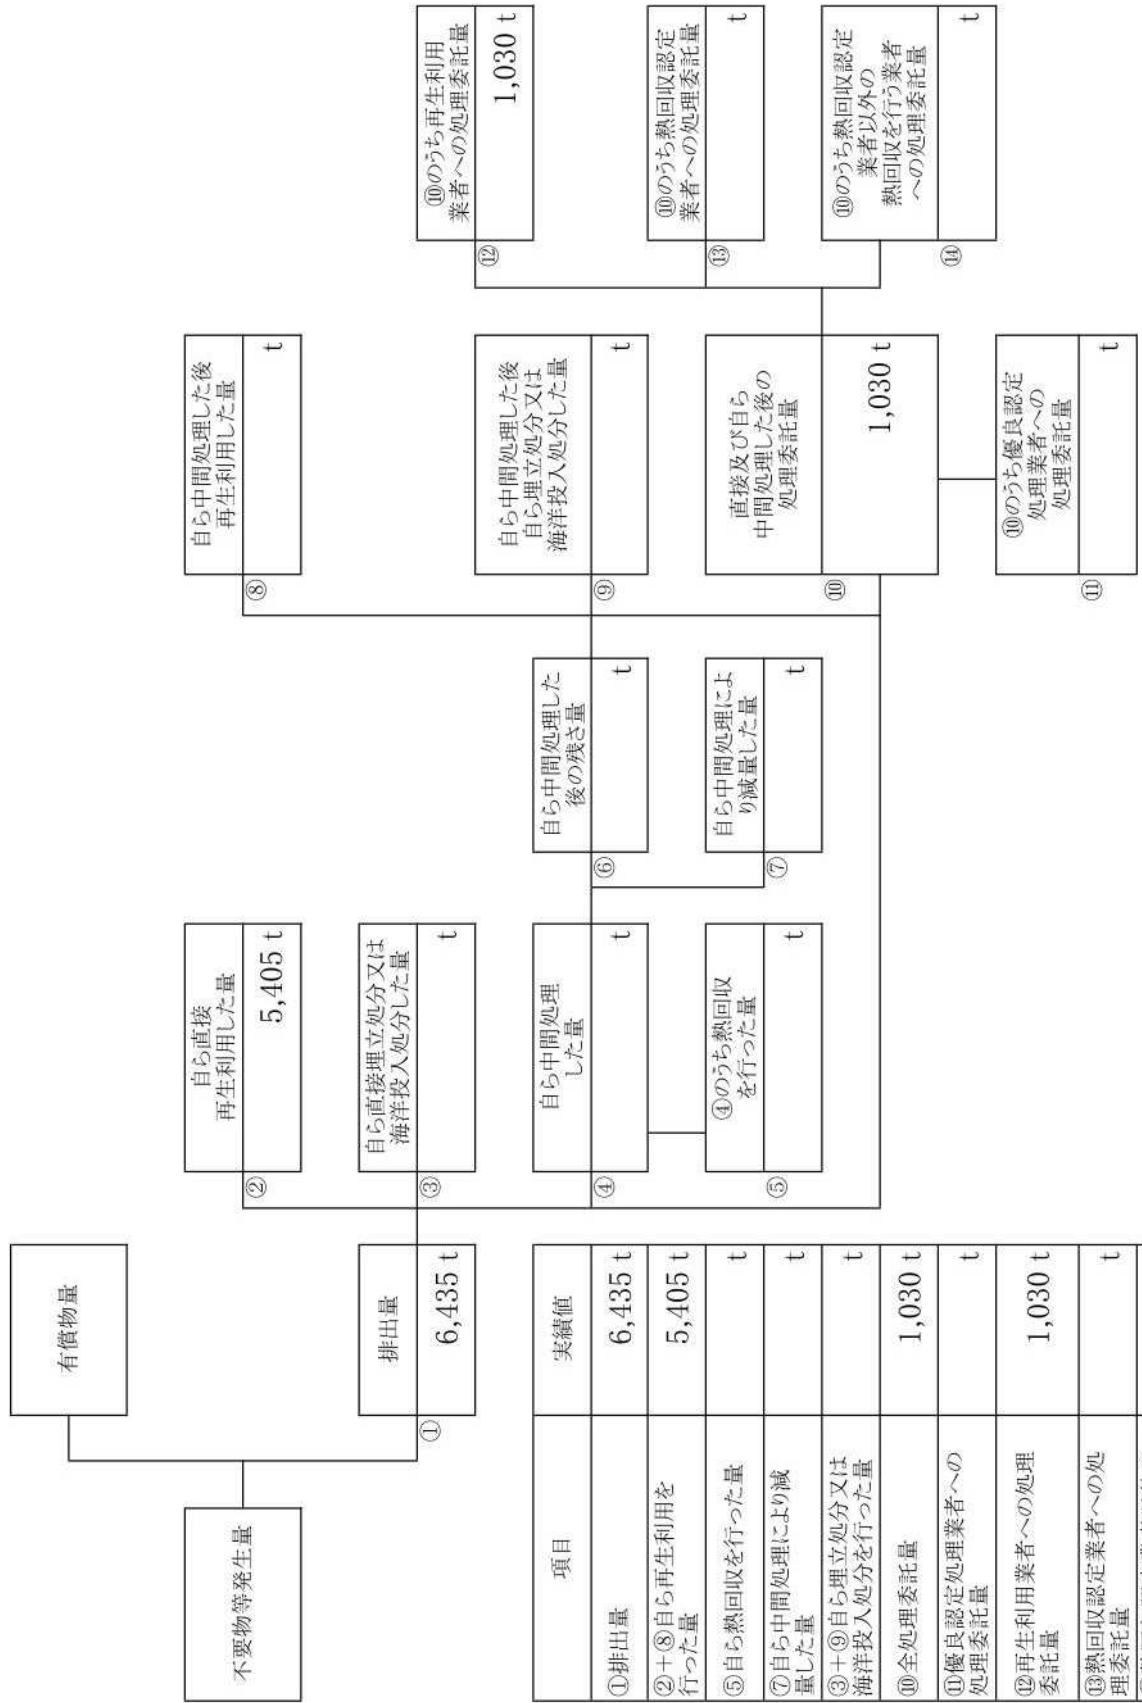 不要物等発生量
有償物量
①
排出量
6,435 t
②
自ら直接
再生利用した量
5,405 t
③
自ら直接埋立処分又は
海洋投入処分した量
t
④
自ら中間処理
した量
t
⑤
④のうち熱回収
を行った量
t
⑥
自ら中間処理した
後の残さ量
t
⑦
自ら中間処理によ
り減量した量
t
⑧
自ら中間処理した後
再生利用した量
t
⑨
自ら中間処理した後
自ら埋立処分又は
海洋投入処分した量
t
⑩
直接及び自ら
中間処理した後の
処理委託量
1,030 t
⑪
⑩のうち優良認定
処理業者への
処理委託量
t
⑫
⑩のうち再生利用
業者への処理委託量
1,030 t
⑬
⑩のうち熱回収認定
業者への処理委託量
t
⑭
⑩のうち熱回収認定
業者以外の
熱回収を行う業者
への処理委託量
t
項目
実績値
①排出量
6,435 t
②+⑧自ら再生利用を
行った量
5,405 t
⑤自ら熱回収を行った量
t
⑦自ら中間処理により減
量した量
t
③+⑨自ら埋立処分又は
海洋投入処分を行った量
t
⑩全処理委託量
1,030 t
⑪優良認定処理業者への
処理委託量
t
⑫再生利用業者への処理
委託量
1,030 t
⑬熱回収認定業者への処
理委託量
t